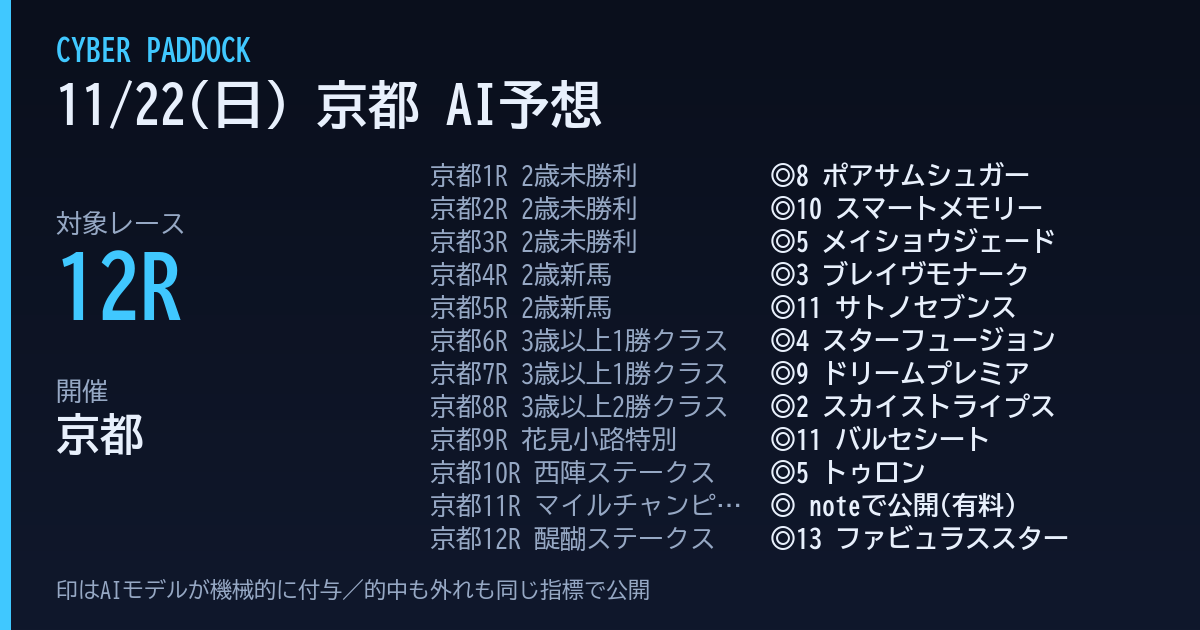 CYBER PADDOCK
11/22(日) 京都 AI予想
対象レース
12R
開催
京都
京都1R 2歳未勝利 ◎8 ポアサムシュガー
京都2R 2歳未勝利 ◎10 スマートメモリー
京都3R 2歳未勝利 ◎5 メイショウジェード
京都4R 2歳新馬 ◎3 ブレイヴモナーク
京都5R 2歳新馬 ◎11 サトノセブンス
京都6R 3歳以上1勝クラス ◎4 スターフュージョン
京都7R 3歳以上1勝クラス ◎9 ドリームプレミア
京都8R 3歳以上2勝クラス ◎2 スカイストライプス
京都9R 花見小路特別 ◎11 バルセシート
京都10R 西陣ステークス ◎5 トゥロン
京都11R マイルチャンピ… ◎ noteで公開(有料)
京都12R 醍醐ステークス ◎13 ファビュラススター
印はAIモデルが機械的に付与／的中も外れも同じ指標で公開